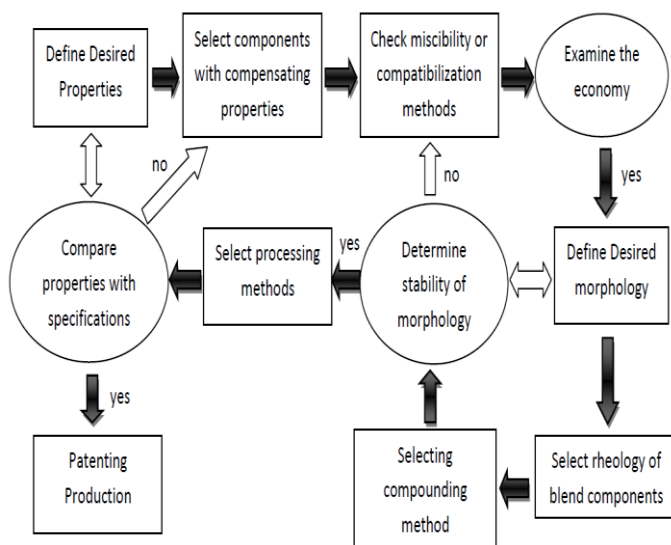 Define Desired
Properties
Select components
with compensating
properties
Check miscibility or
compatibilization
methods
Examine the
economy
no
no
yes
Compare
properties with
specifications
Select processing
methods
yes
Determine
stability of
morphology
Define Desired
morphology
yes
Patenting
Production
Selecting
compounding
method
Select rheology of
blend components